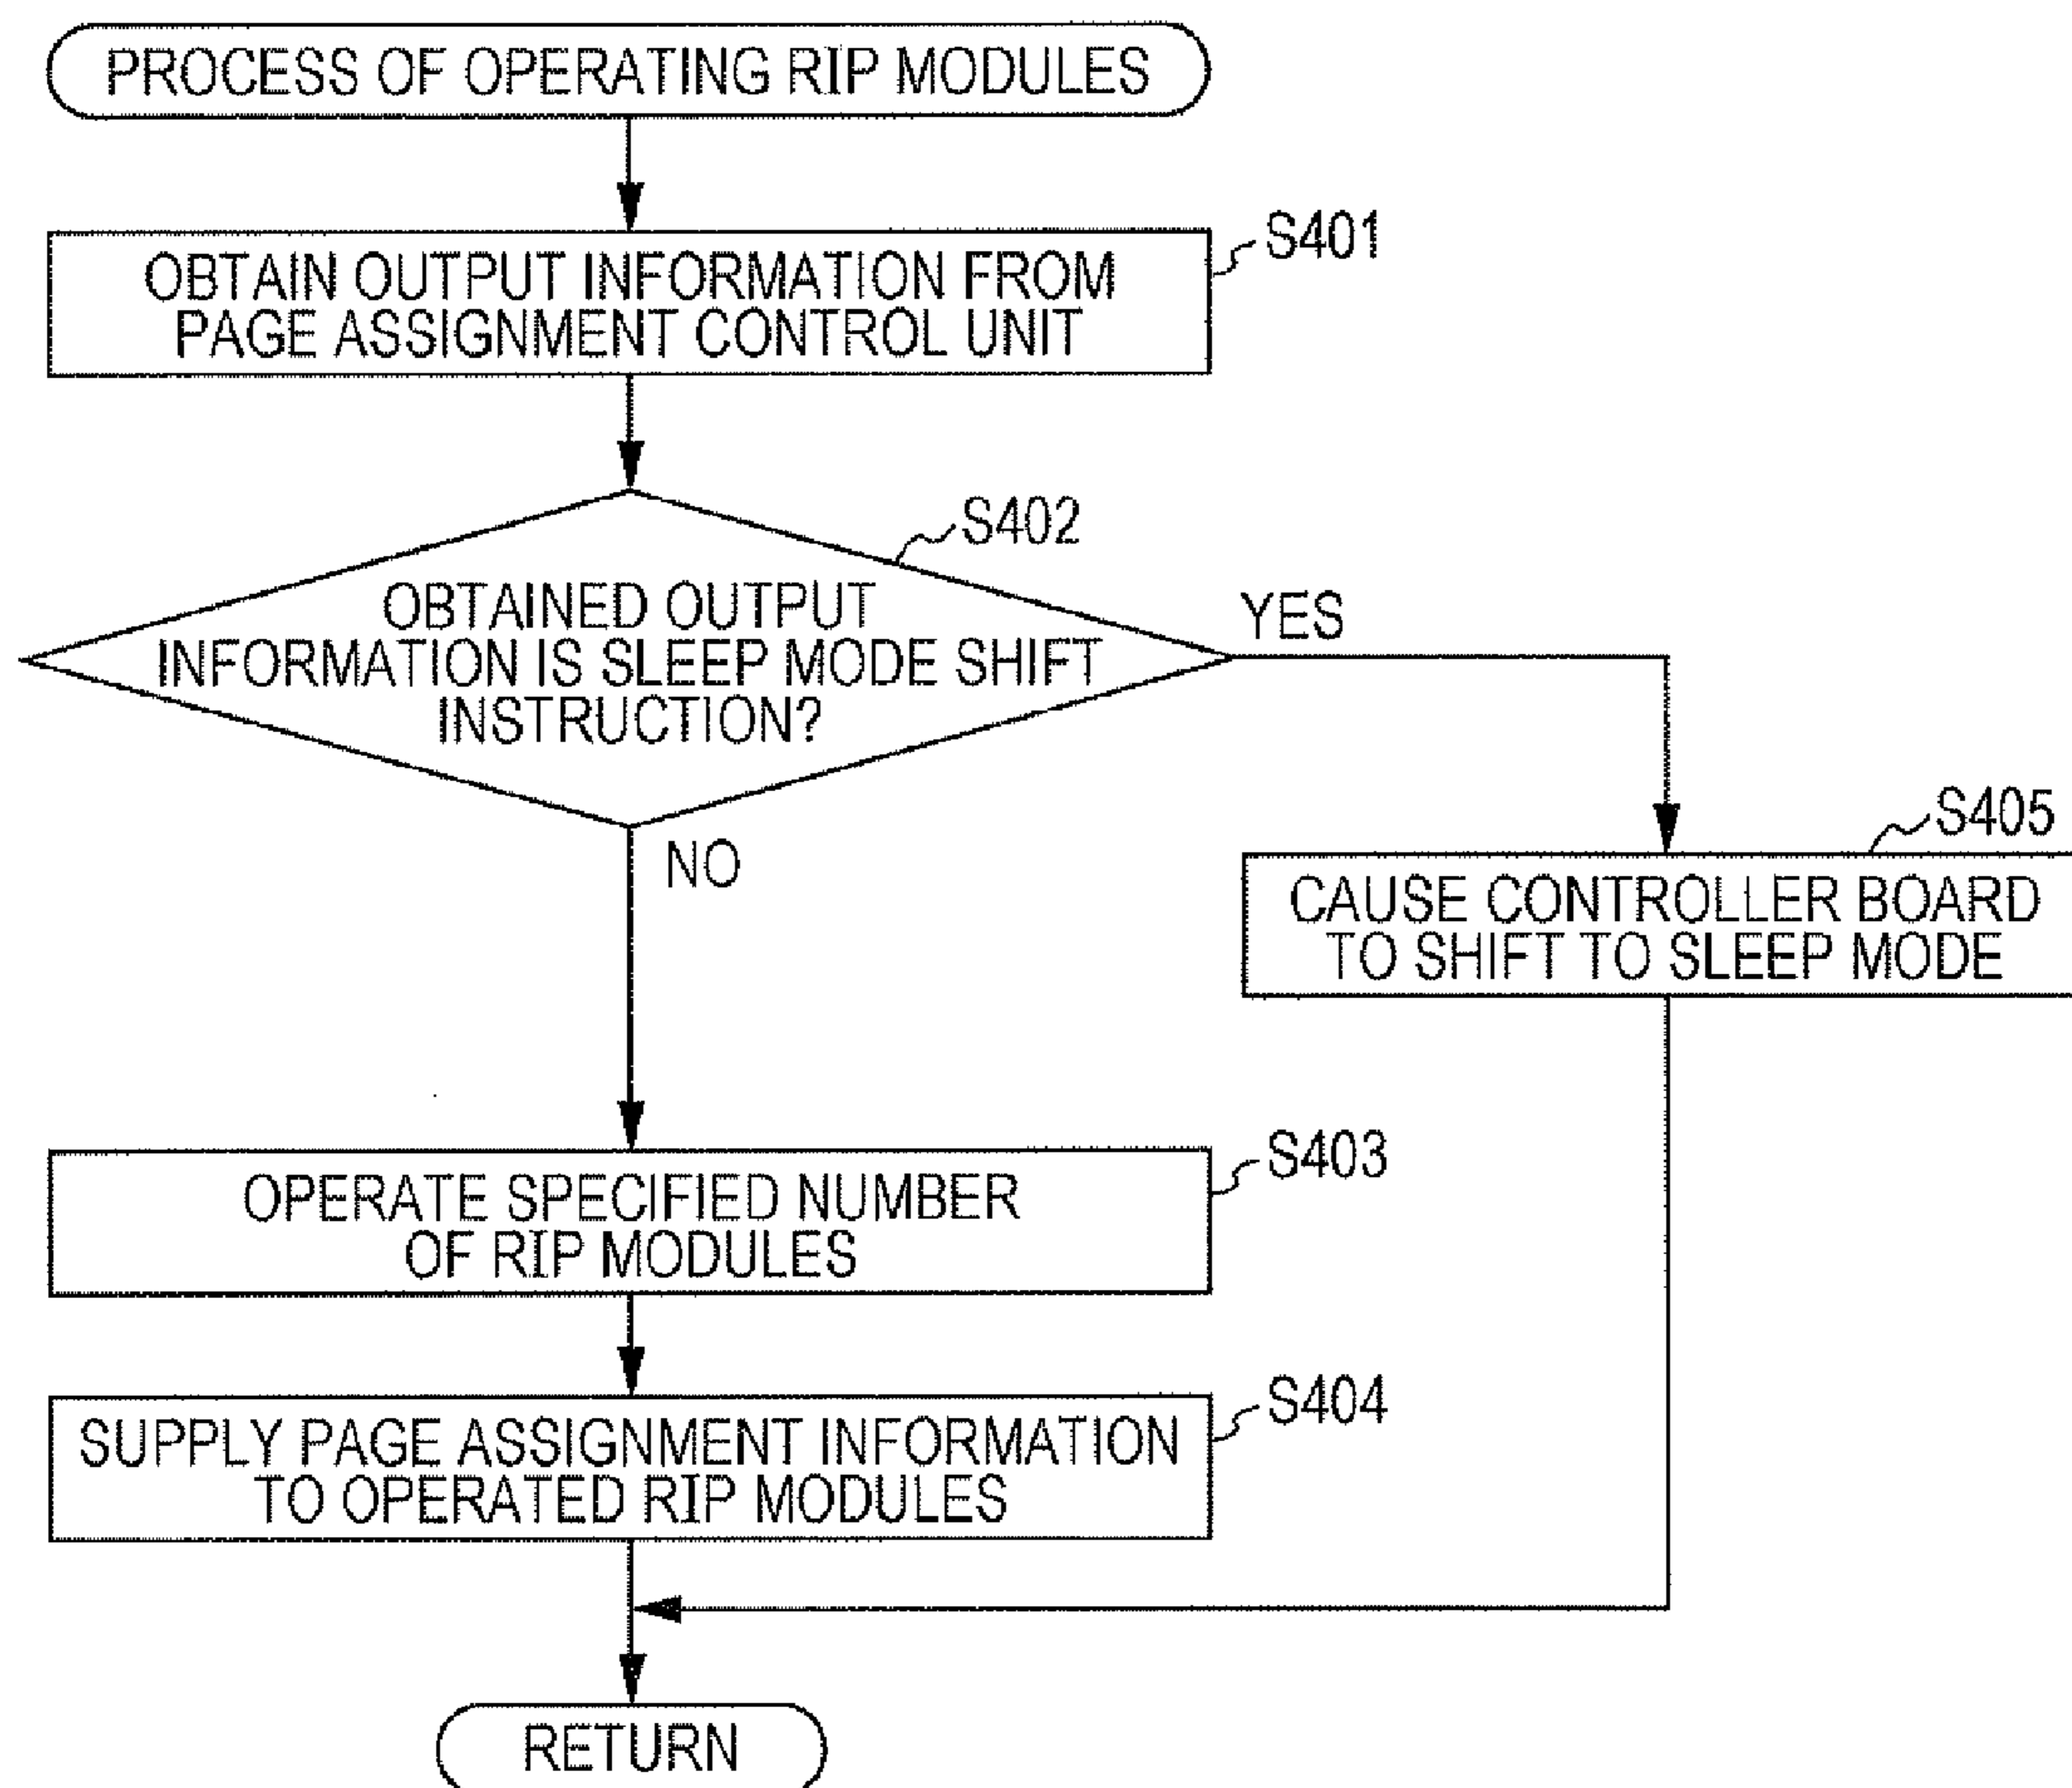 PROCESS OF OPERATING RIP MODULES
S401
OBTAIN OUTPUT INFORMATION FROM
PAGE ASSIGNMENT CONTROL UNIT
S402
OBTAINED OUTPUT
INFORMATION IS SLEEP MODE SHIFT
INSTRUCTION?
YES
NO
S405
CAUSE CONTROLLER BOARD
TO SHIFT TO SLEEP MODE
S403
OPERATE SPECIFIED NUMBER
OF RIP MODULES
S404
SUPPLY PAGE ASSIGNMENT INFORMATION
TO OPERATED RIP MODULES
RETURN